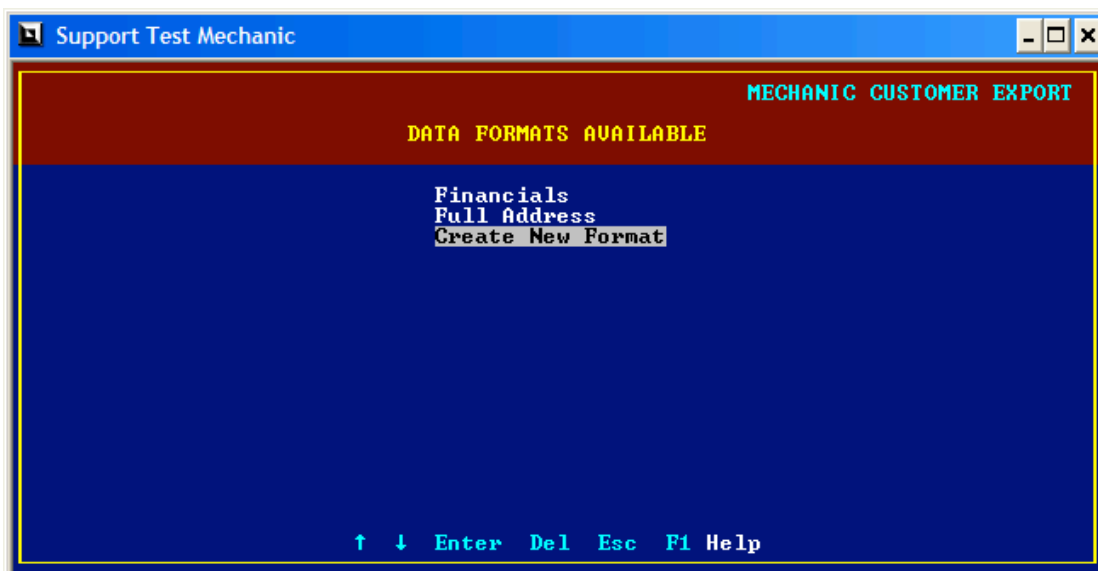 Support Test Mechanic
MECHANIC CUSTOMER EXPORT
DATA FORMATS AVAILABLE
Financials
Full Address
Create New Format
↑ ↓ Enter Del Esc F1 Help